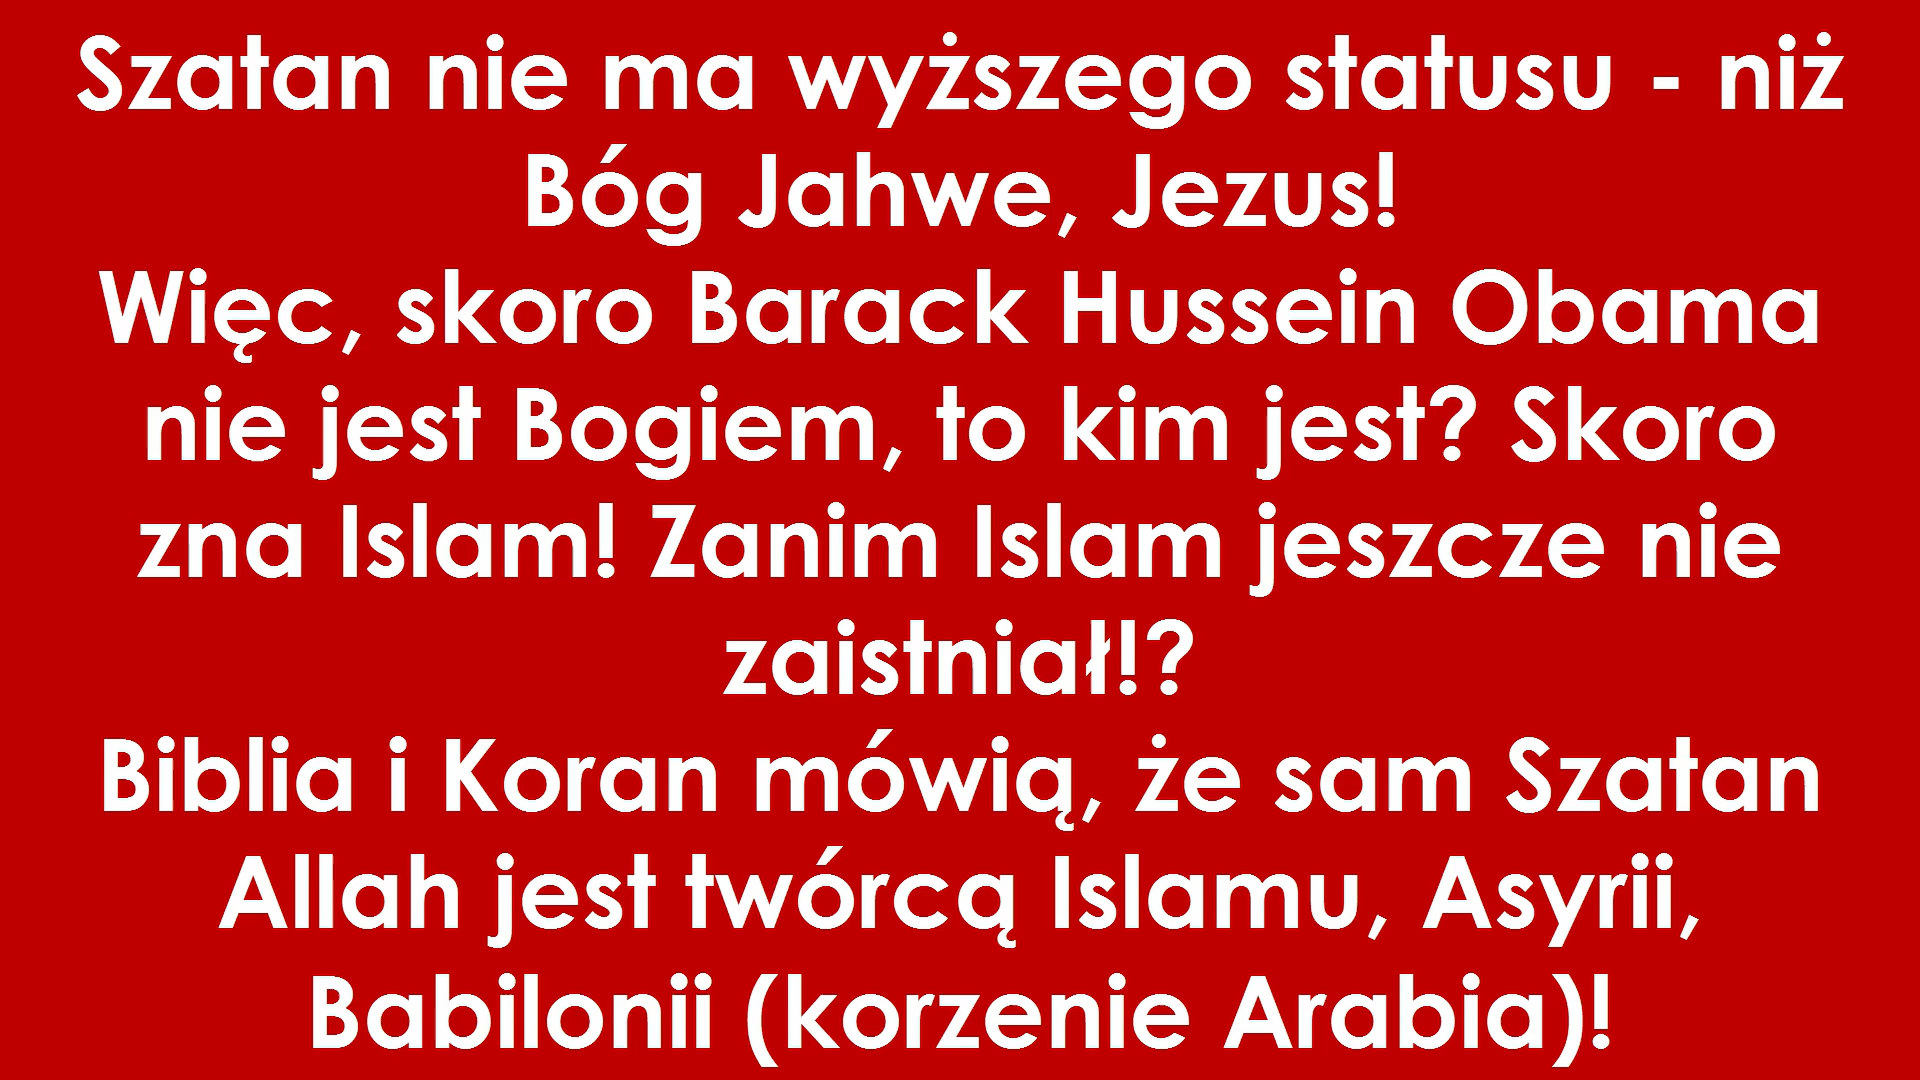 Szatan nie ma wyższego statusu - niż
Bóg Jahwe, Jezus!
Więc, skoro Barack Hussein Obama
nie jest Bogiem, to kim jest? Skoro
zna Islam! Zanim Islam jeszcze nie
zaistniał!?
Biblia i Koran mówią, że sam Szatan
Allah jest twórcą Islamu, Asyrii,
Babilonii (korzenie Arabia)!